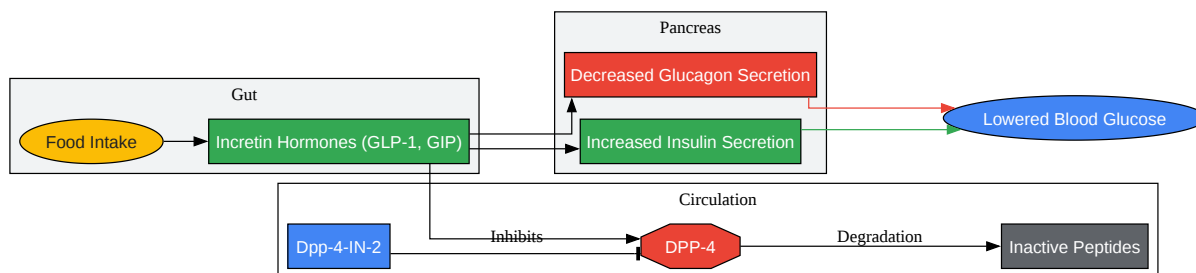 Pancreas
Decreased Glucagon Secretion
Gut
Food Intake
Incretin Hormones (GLP-1, GIP)
Increased Insulin Secretion
Lowered Blood Glucose
Circulation
Dpp-4-IN-2
Inhibits
DPP-4
Degradation
Inactive Peptides